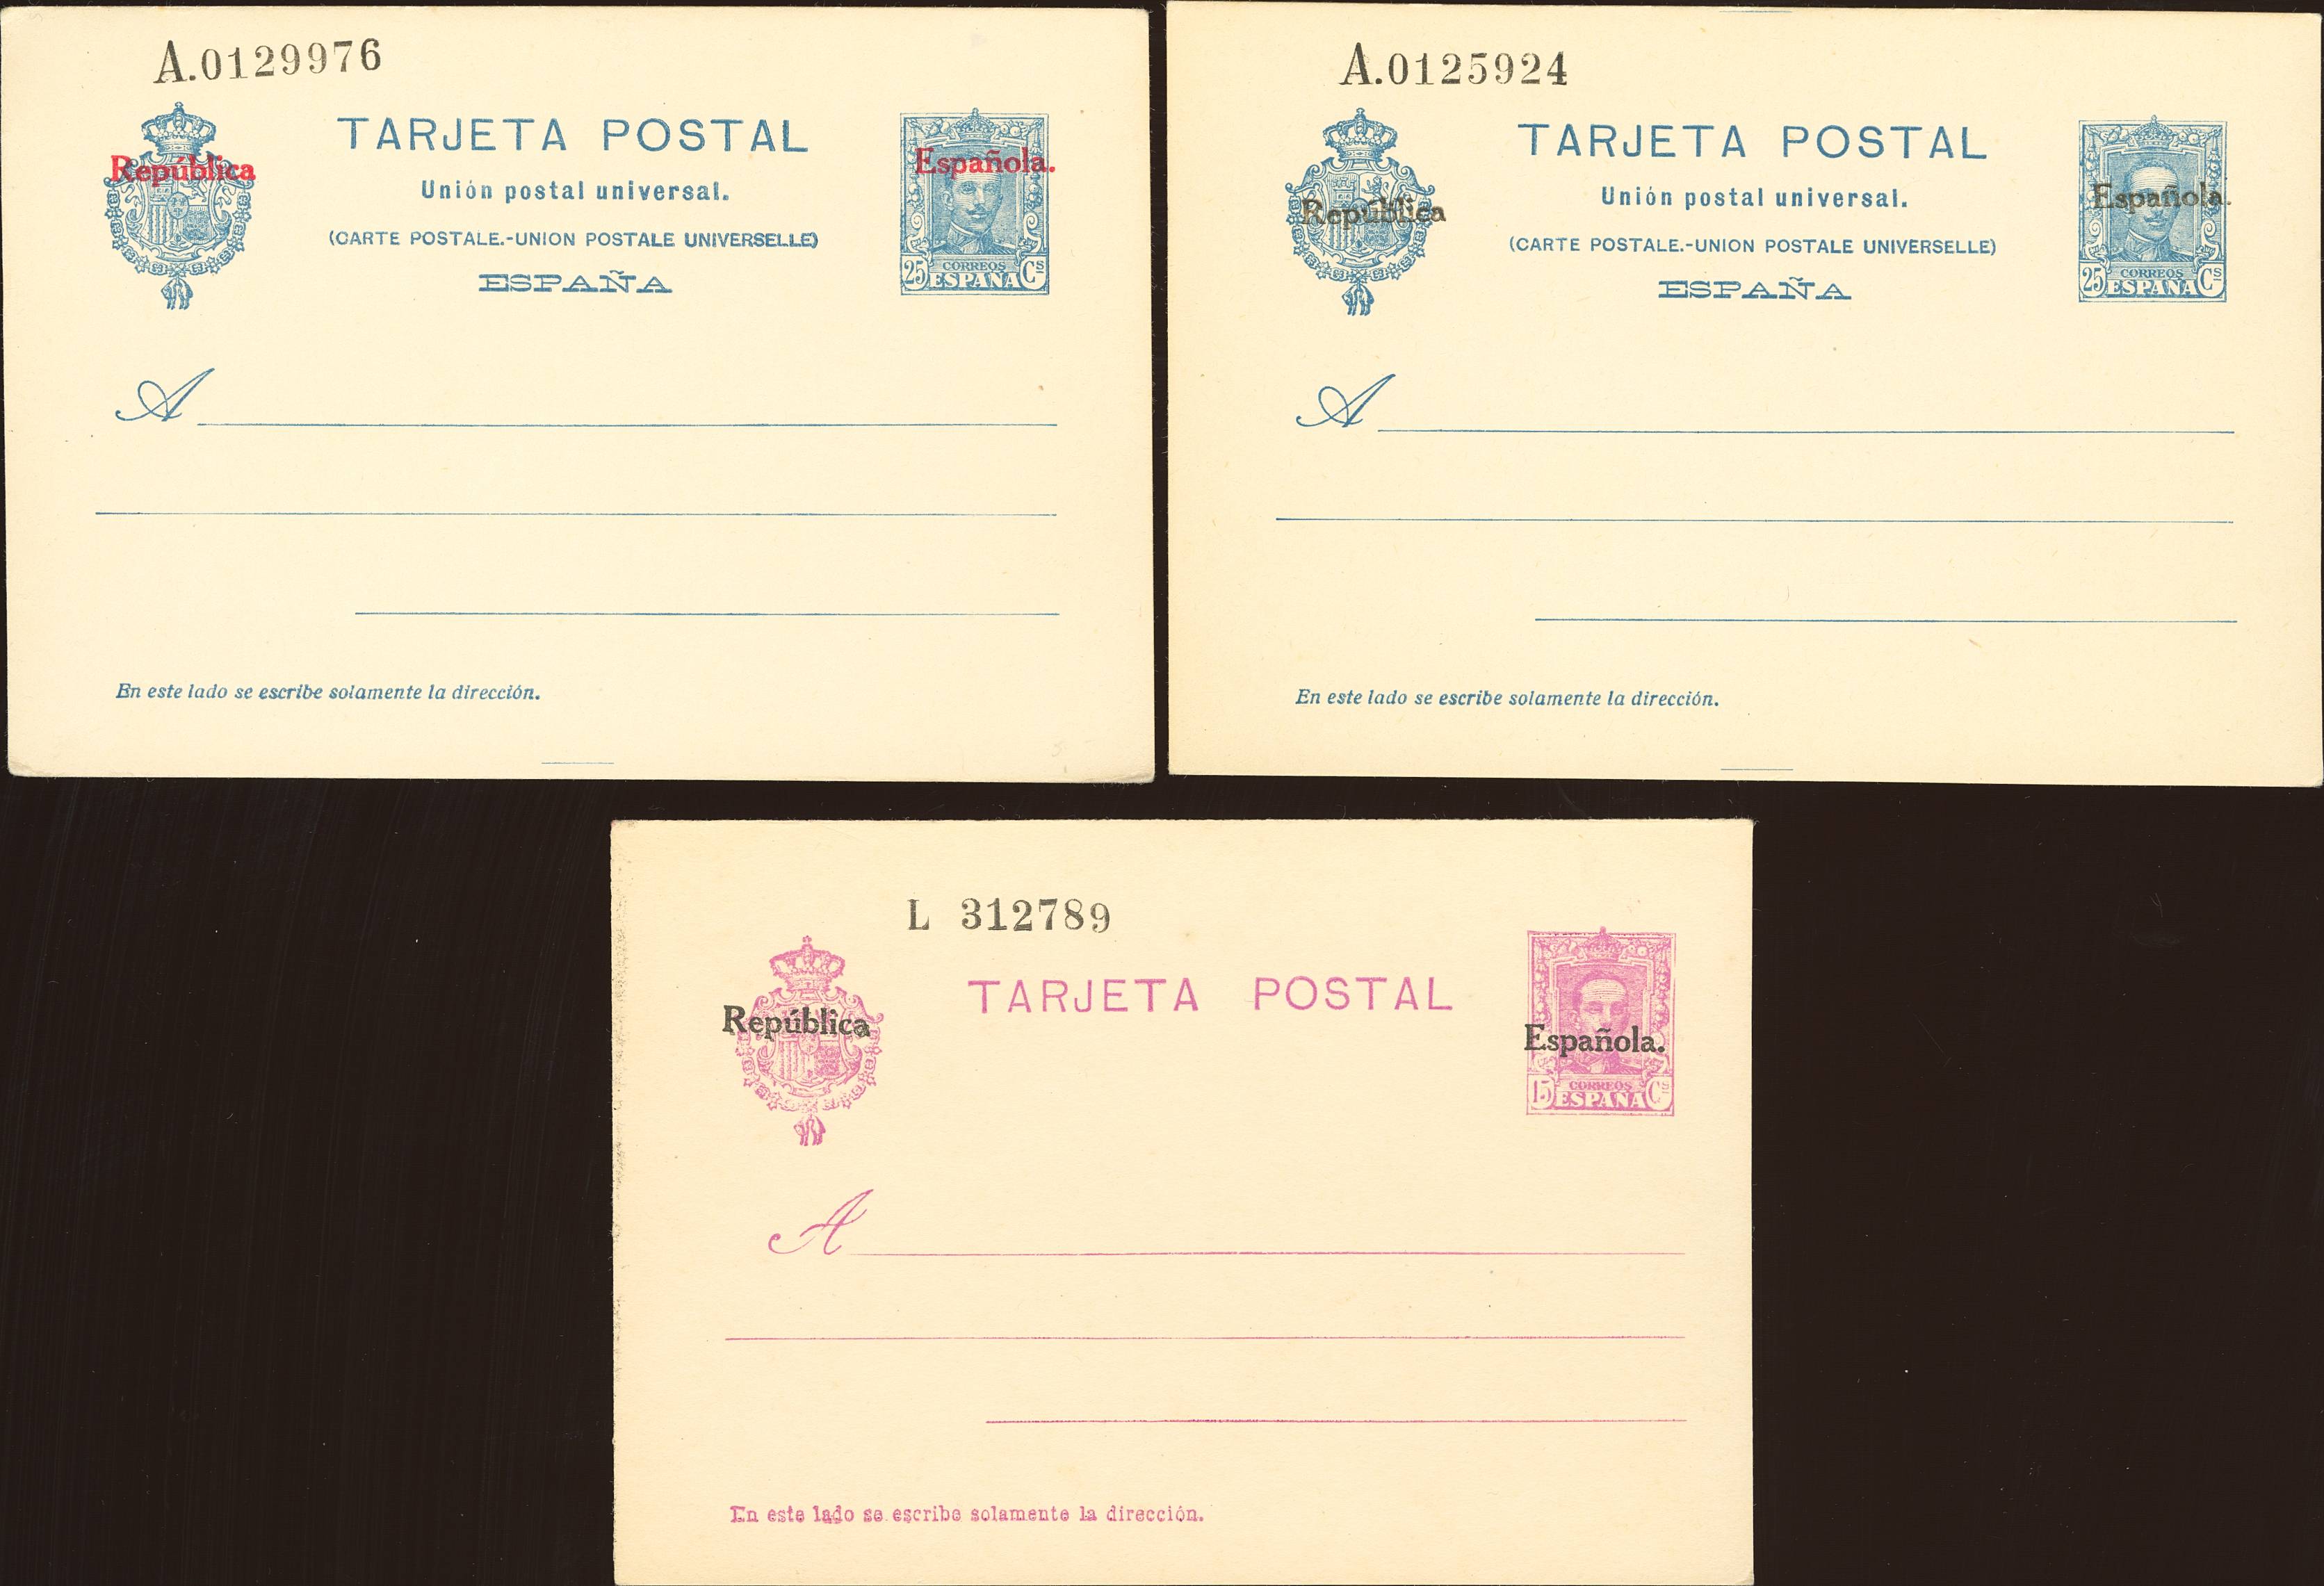 A.0129976
TARJETA POSTAL
República
Española.
Unión postal universal.
(CARTE POSTALE.-UNION POSTALE UNIVERSELLE)
ESPAÑA
25 CORREOS Cs
ESPAÑA
A
En este lado se escribe solamente la dirección.
A.0125924
TARJETA POSTAL
República
Española.
Unión postal universal.
(CARTE POSTALE.-UNION POSTALE UNIVERSELLE)
ESPAÑA
25 CORREOS Cs
ESPAÑA
A
En este lado se escribe solamente la dirección.
L 312789
TARJETA POSTAL
República
Española.
15 CORREOS Cs
ESPAÑA
A
En este lado se escribe solamente la dirección.